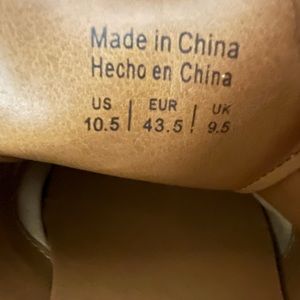 Made in China
Hecho en China
US | EUR | UK
10.5 | 43.5 | 9.5